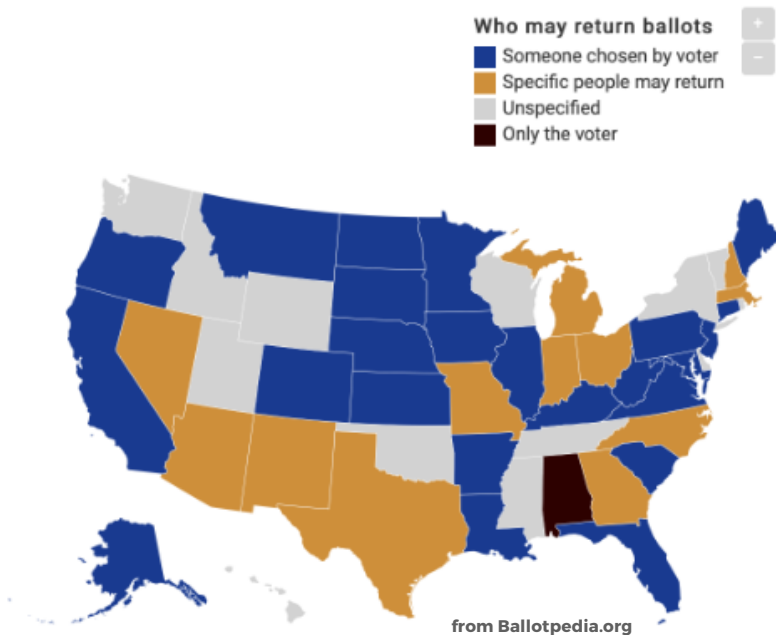 Who may return ballots
Someone chosen by voter
Specific people may return
Unspecified
Only the voter
+
−
from Ballotpedia.org